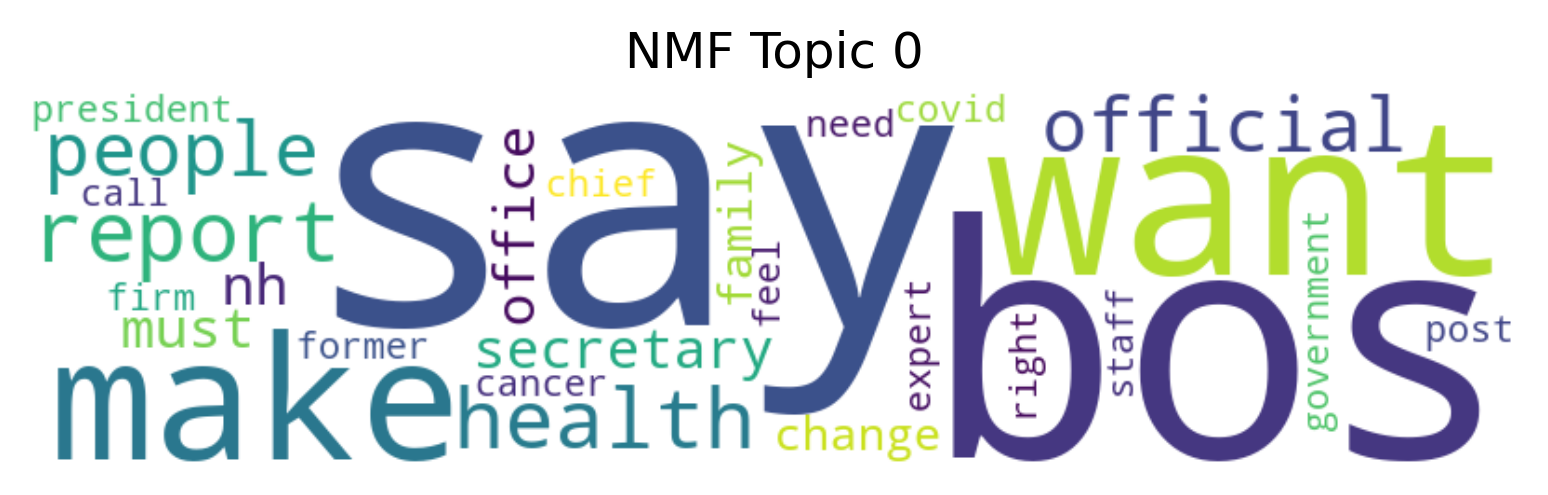 NMF Topic 0
president
people
call
report
firm
nh
must
make
former
say
office
chief
secretary
cancer
health
family
feel
need
covid
change
expert
official
want
bos
right
staff
government
post